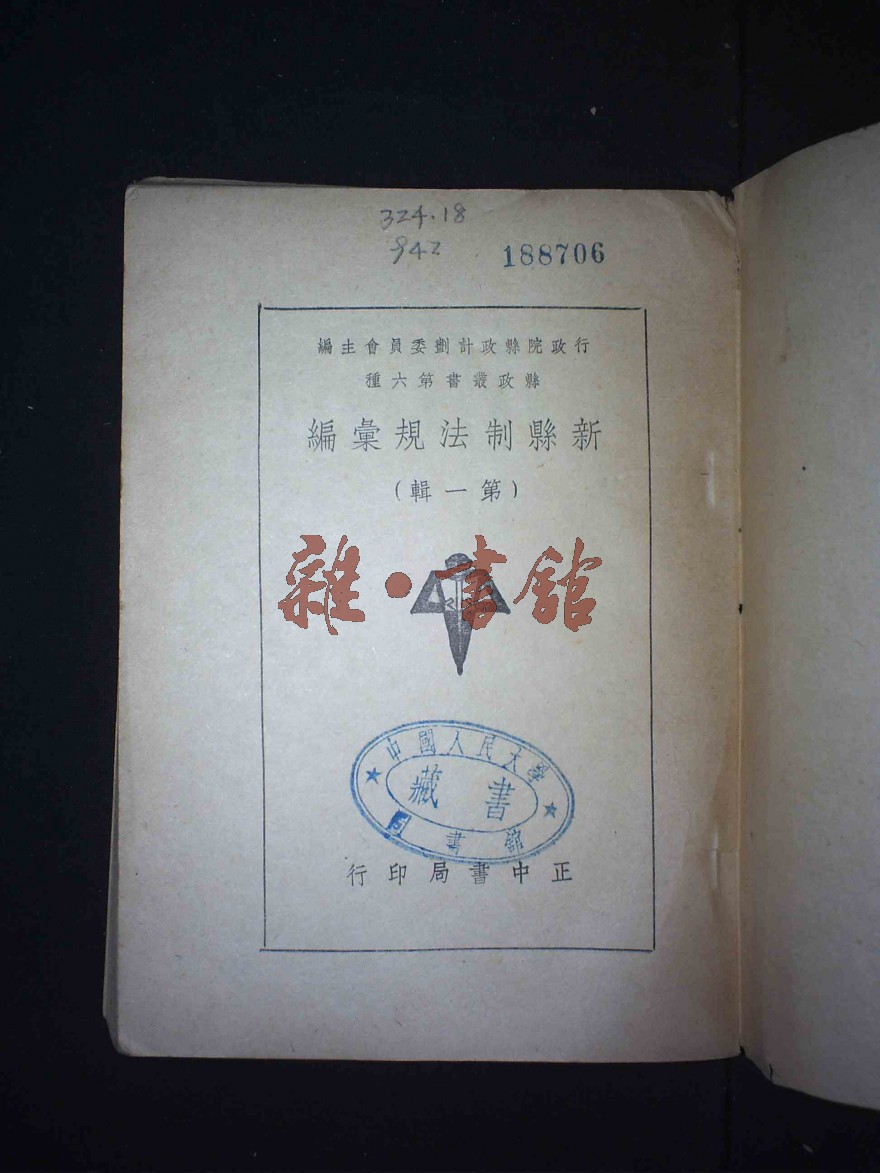 324.18
942
188706
行政院縣政計劃委員會主編
縣政叢書第六種
新縣制法規彙編
(第一輯)
雜·書館
中國人民大學
藏書
圖書館
正中書局印行